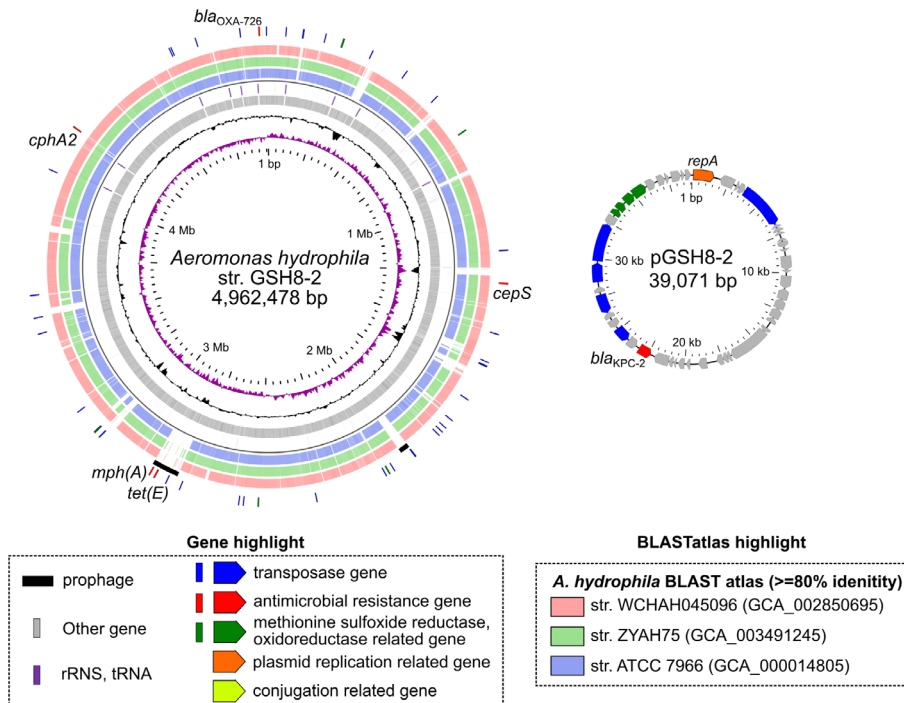 blaOXA-726
cphA2
1 bp
4 Mb
1 Mb
Aeromonas hydrophila
str. GSH8-2
4,962,478 bp
cepS
3 Mb
2 Mb
mph(A)
tet(E)
repA
1 bp
30 kb
pGSH8-2
39,071 bp
10 kb
20 kb
blaKPC-2
Gene highlight
prophage
Other gene
rRNS, tRNA
transposase gene
antimicrobial resistance gene
methionine sulfoxide reductase,
oxidoreductase related gene
plasmid replication related gene
conjugation related gene
BLASTatlas highlight
A. hydrophila BLAST atlas (>=80% idenitity)
str. WCHAH045096 (GCA_002850695)
str. ZYAH75 (GCA_003491245)
str. ATCC 7966 (GCA_000014805)